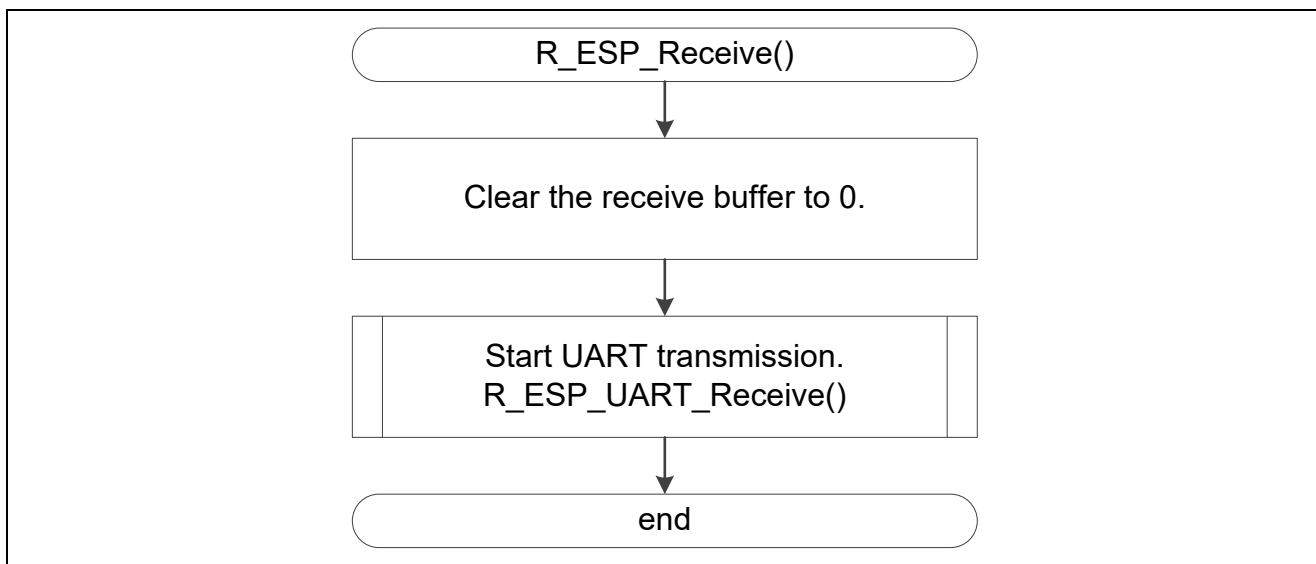 R_ESP_Receive()
Clear the receive buffer to 0.
Start UART transmission.
R_ESP_UART_Receive()
end